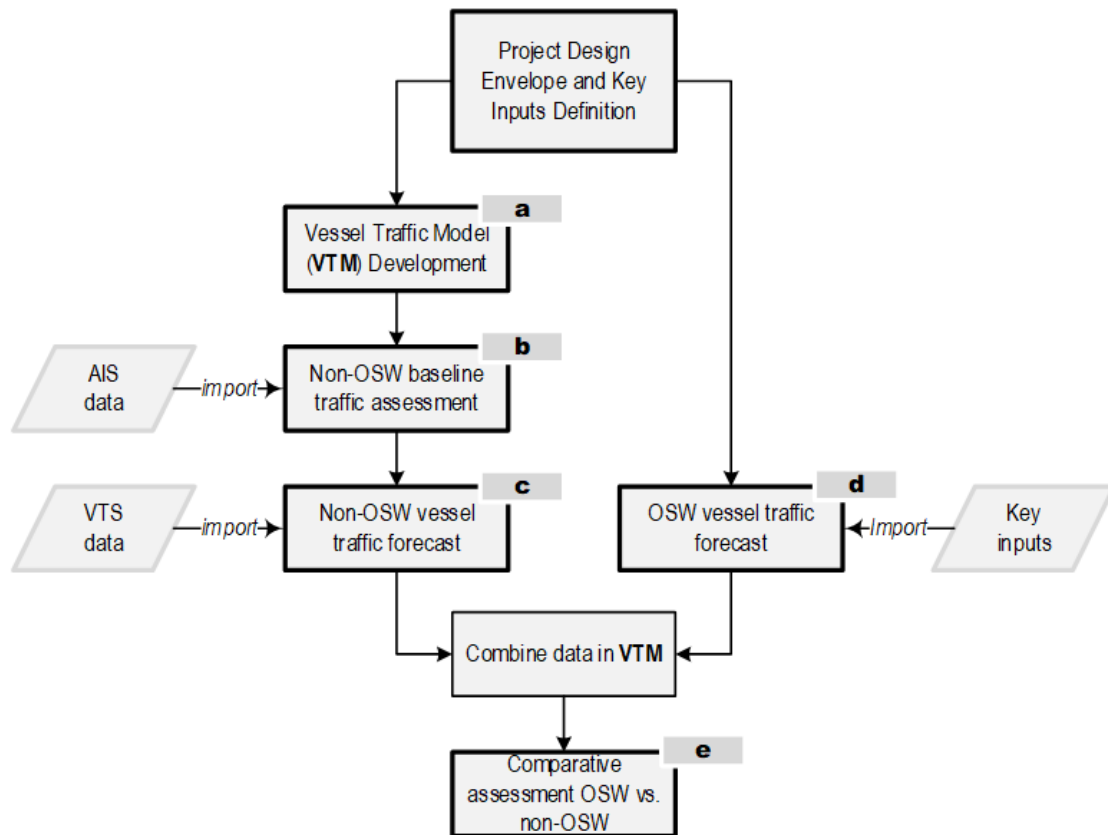 Project Design
Envelope and Key
Inputs Definition
a
Vessel Traffic Model
(VTM) Development
b
AIS
data
import
Non-OSW baseline
traffic assessment
c
VTS
data
import
Non-OSW vessel
traffic forecast
d
OSW vessel traffic
forecast
Import
Key
inputs
Combine data in VTM
e
Comparative
assessment OSW vs.
non-OSW